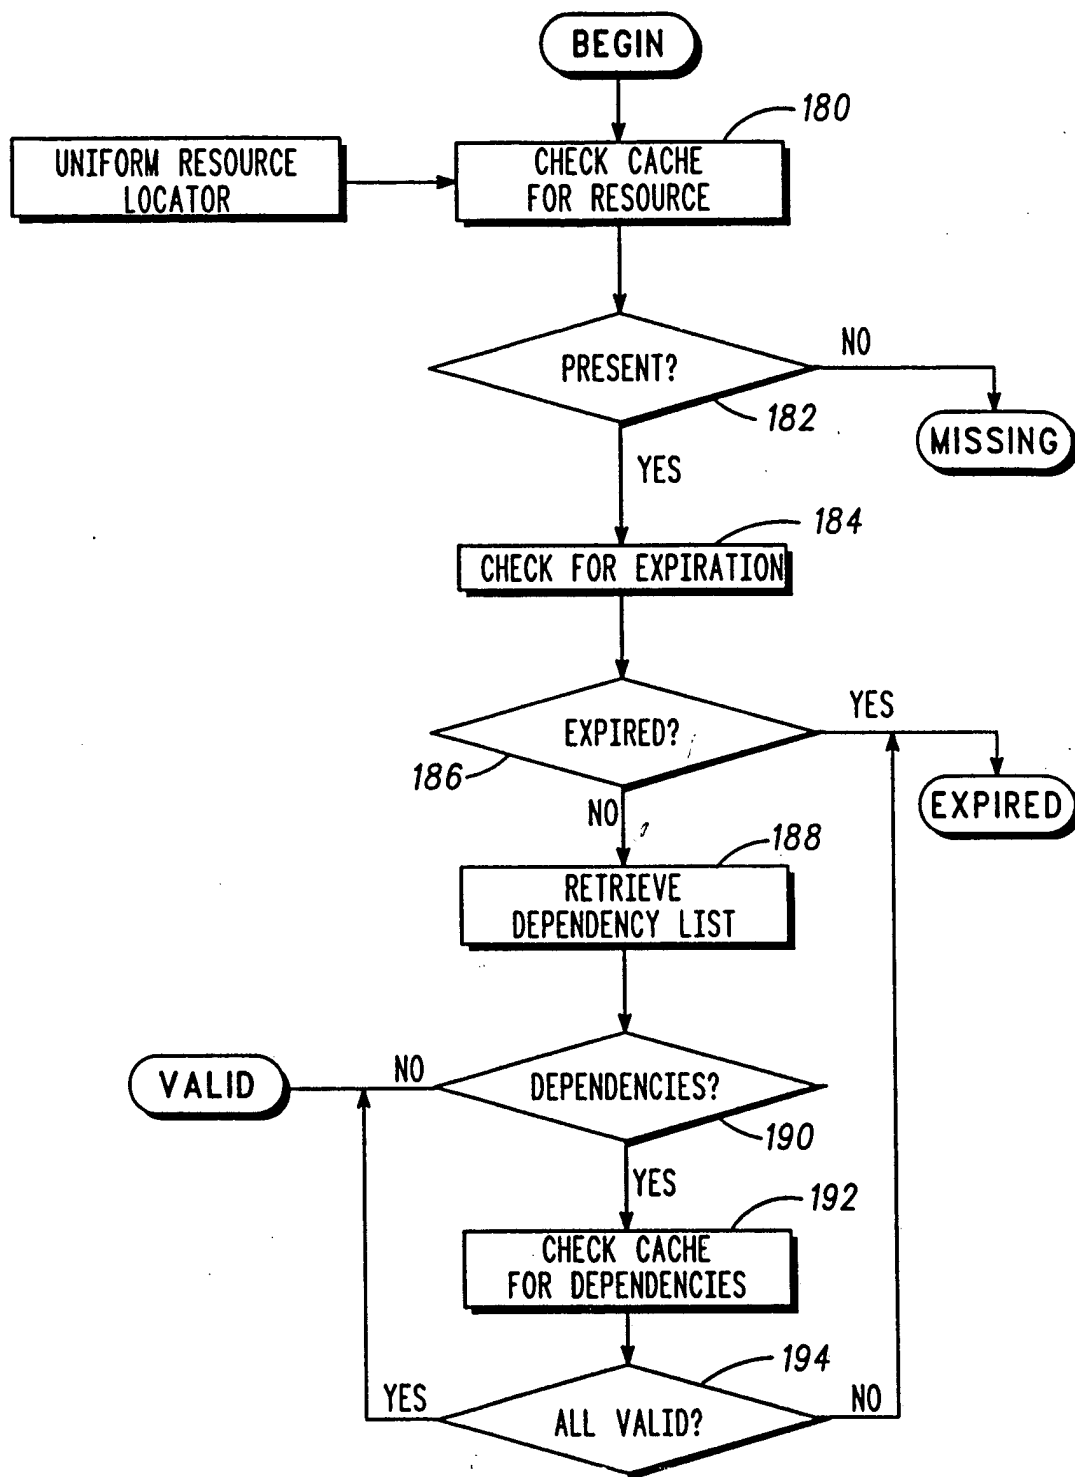 BEGIN
180
UNIFORM RESOURCE
LOCATOR
CHECK CACHE
FOR RESOURCE
PRESENT?
NO
182
MISSING
YES
184
CHECK FOR EXPIRATION
EXPIRED?
YES
186
EXPIRED
NO
188
RETRIEVE
DEPENDENCY LIST
VALID
NO
DEPENDENCIES?
190
YES
192
CHECK CACHE
FOR DEPENDENCIES
194
YES
ALL VALID?
NO